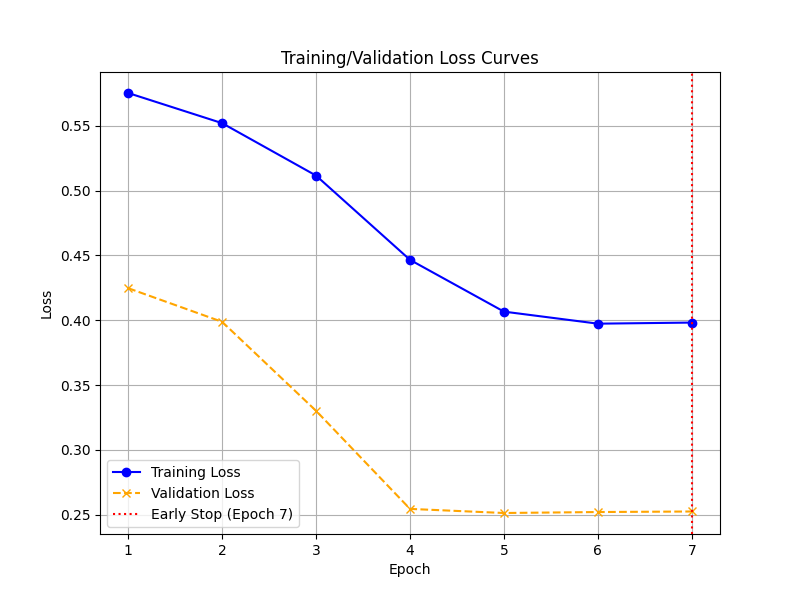 Training/Validation Loss Curves
Loss
0.55
0.50
0.45
0.40
0.35
0.30
0.25
Training Loss
Validation Loss
Early Stop (Epoch 7)
1 2 3 4 5 6 7
Epoch